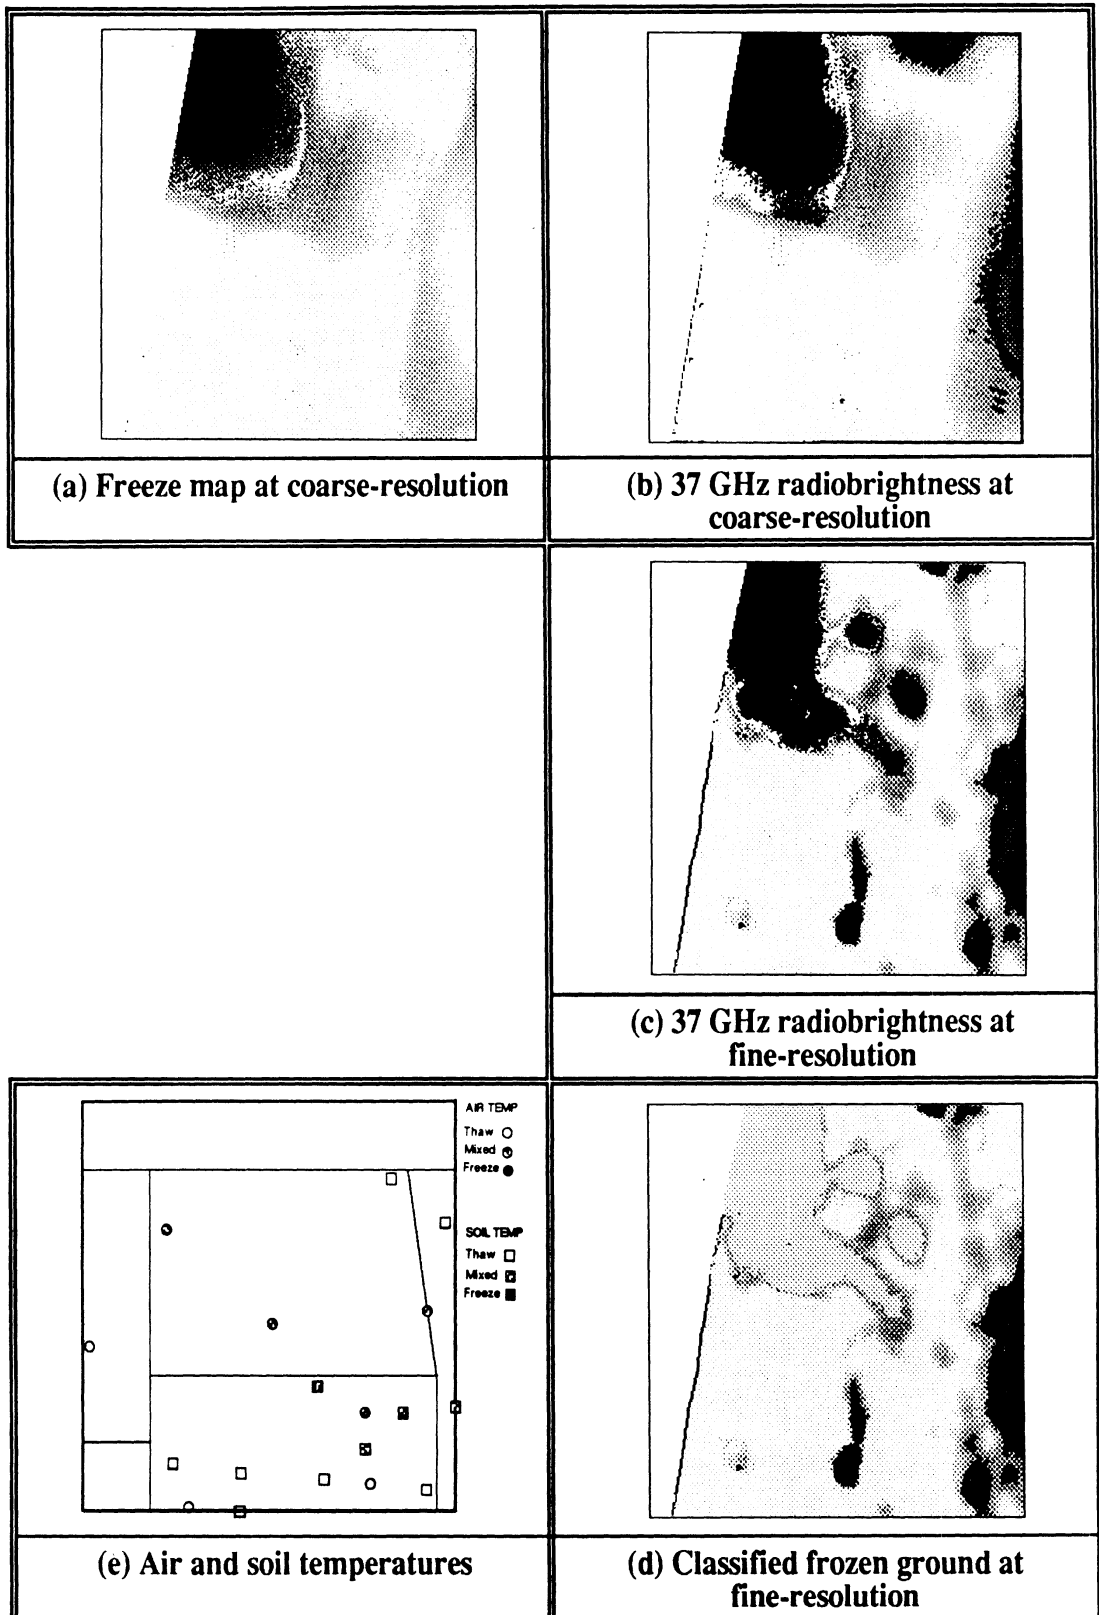 (a) Freeze map at coarse-resolution
(b) 37 GHz radiobrightness at
coarse-resolution
(c) 37 GHz radiobrightness at
fine-resolution
AIR TEMP
Thaw
Mixed
Freeze
SOIL TEMP
Thaw
Mixed
Freeze
(e) Air and soil temperatures
(d) Classified frozen ground at
fine-resolution